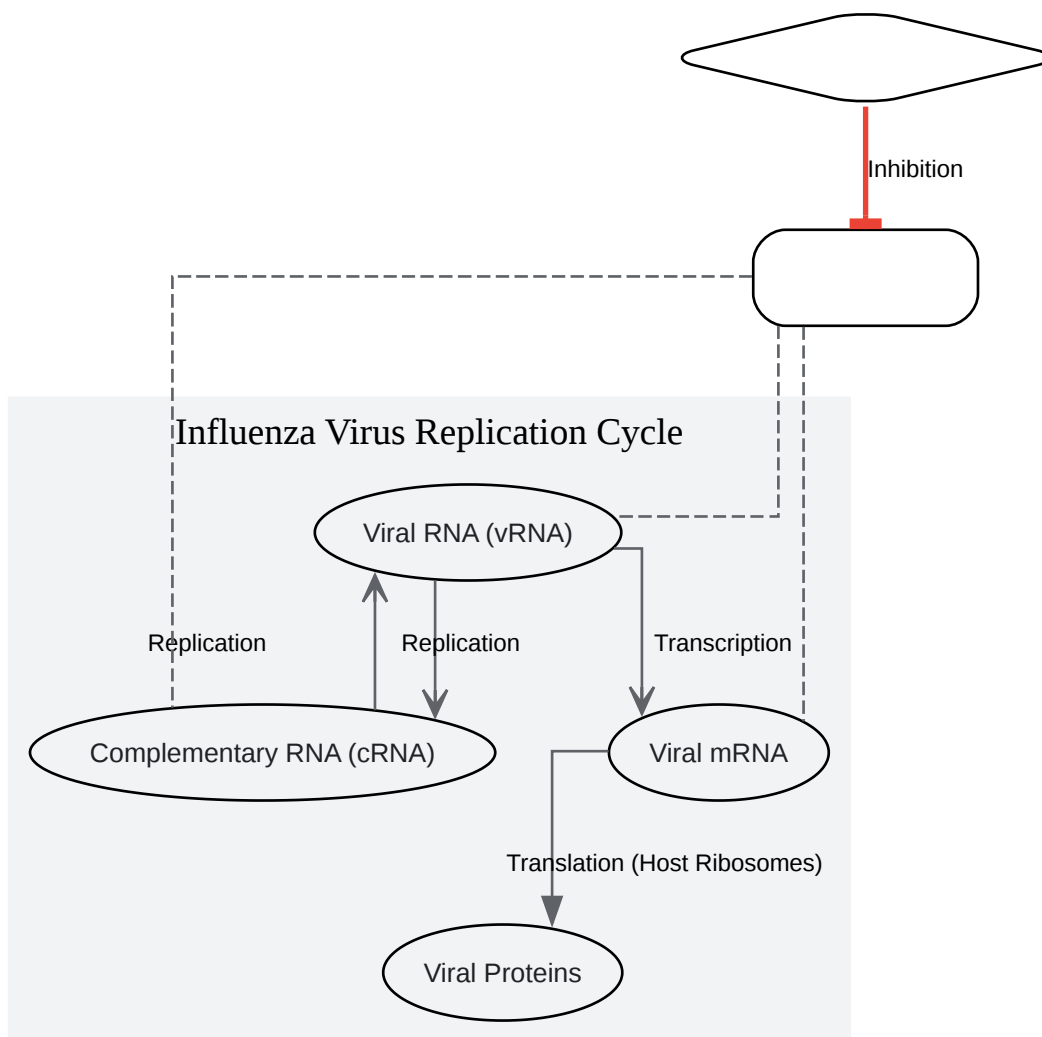 Inhibition
Influenza Virus Replication Cycle
Viral RNA (vRNA)
Replication
Replication
Transcription
Complementary RNA (cRNA)
Viral mRNA
Translation (Host Ribosomes)
Viral Proteins